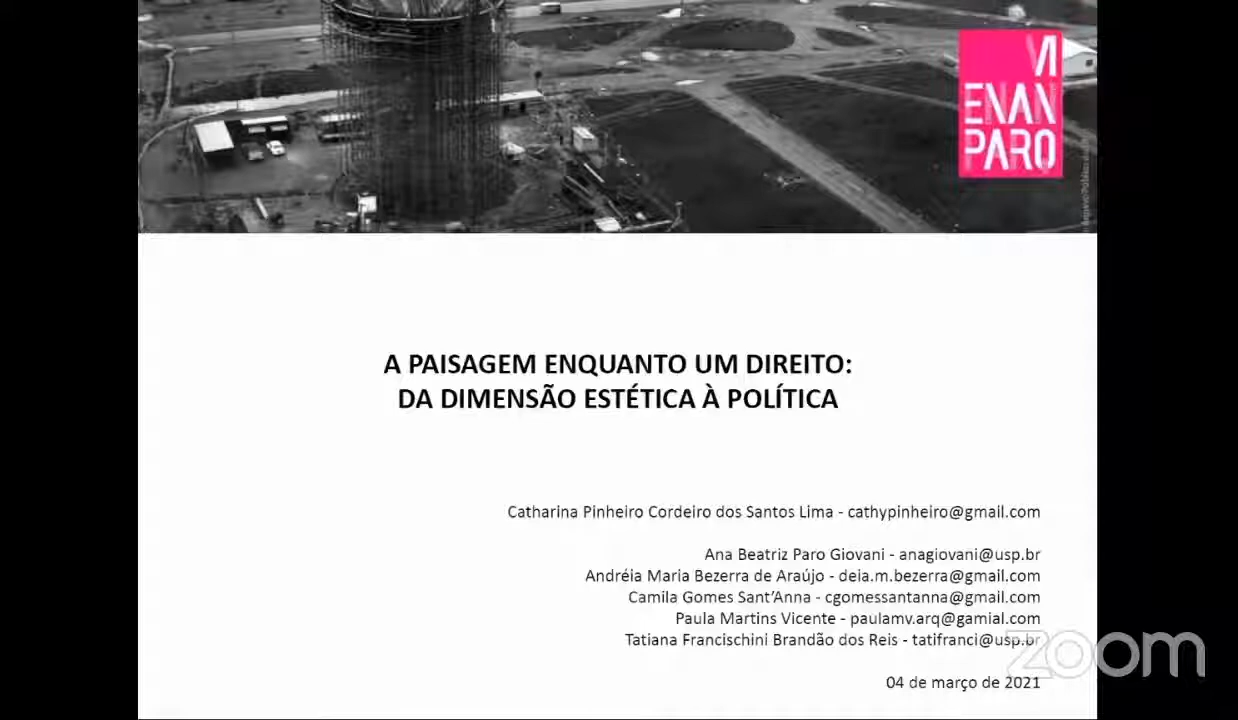 VI
ENAN
PARQ
A PAISAGEM ENQUANTO UM DIREITO:
DA DIMENSÃO ESTÉTICA À POLÍTICA
Catharina Pinheiro Cordeiro dos Santos Lima - cathypinheiro@gmail.com
Ana Beatriz Paro Giovani - anagiovani@usp.br
Andréia Maria Bezerra de Araújo - deia.m.bezerra@gmail.com
Camila Gomes Sant’Anna - cgomessantanna@gmail.com
Paula Martins Vicente - paulamv.arq@gamial.com
Tatiana Francischini Brandão dos Reis - tatifranci@usp.br
zoom
04 de março de 2021